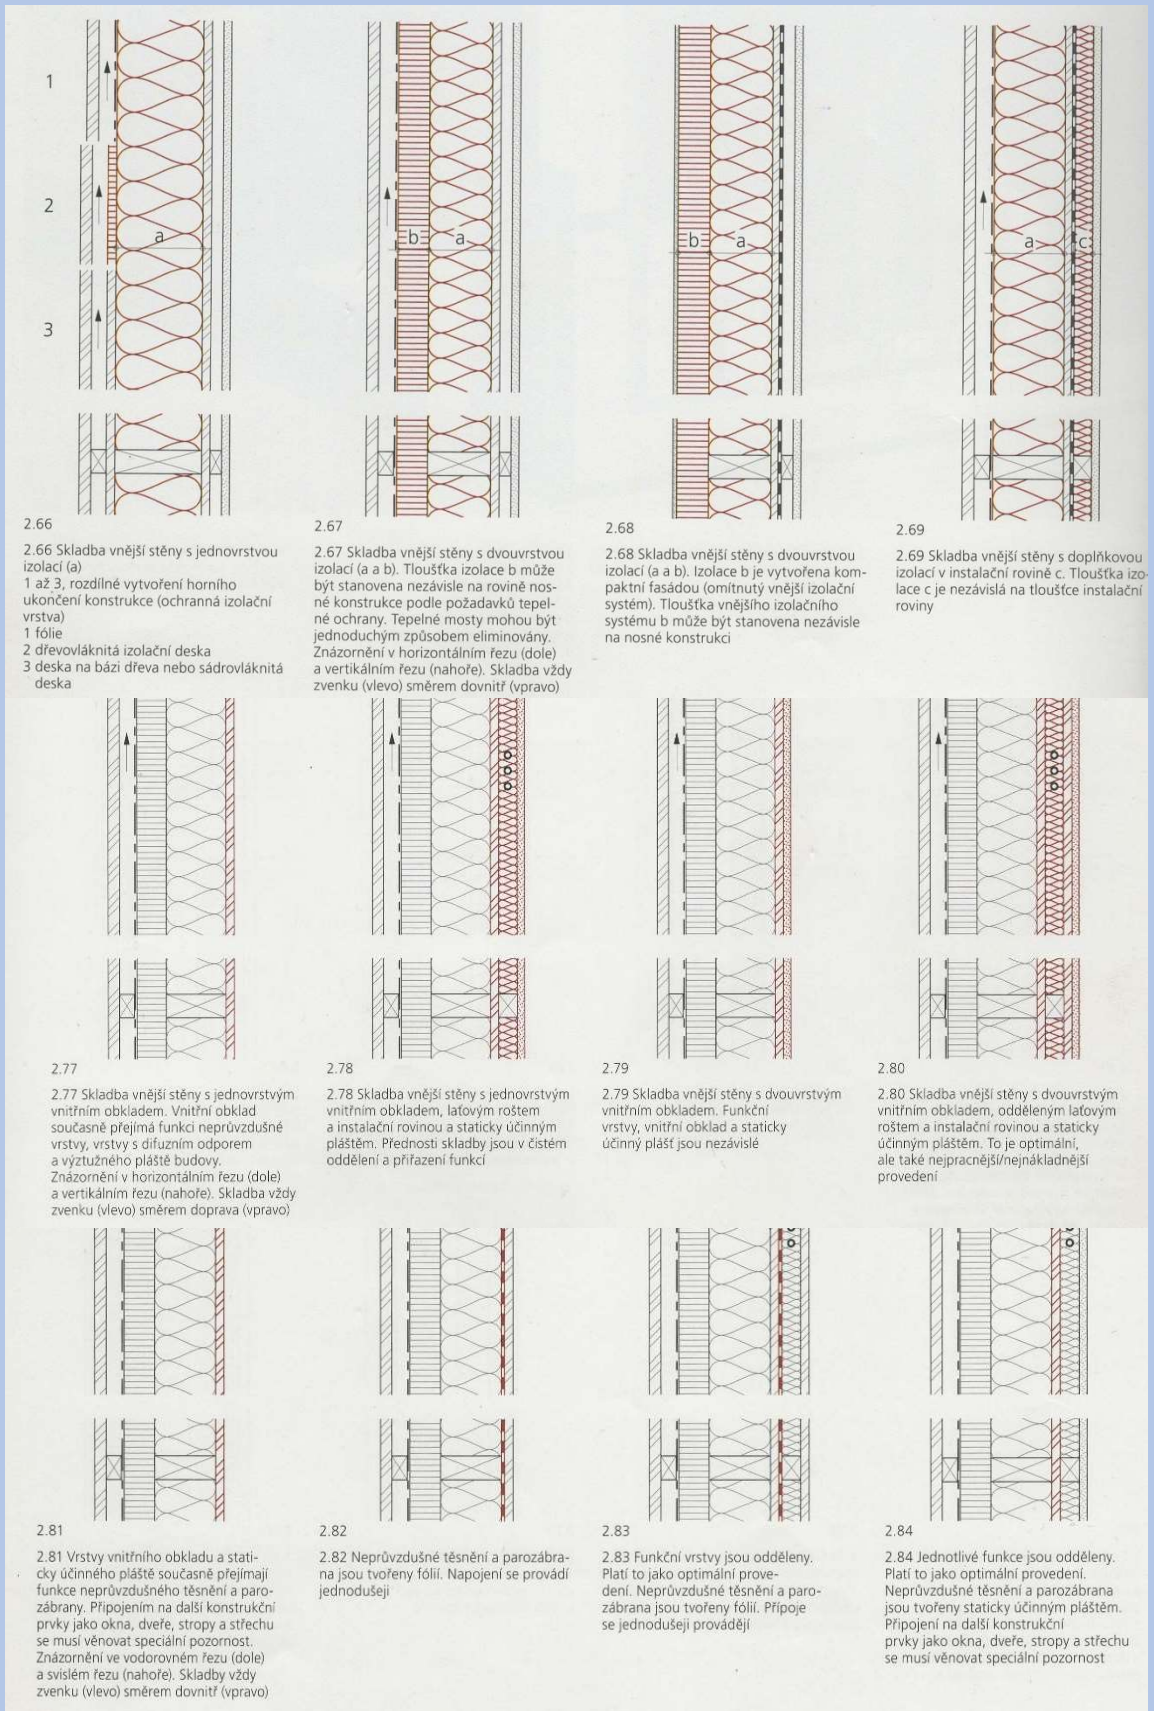 1
2
3
a
b
a
b
a
a
c
2.66
2.66 Skladba vnější stěny s jednovrstvou
izolací (a)
1 až 3, rozdílné vytvoření horního
ukončení konstrukce (ochranná izolační
vrstva)
1 fólie
2 dřevovláknitá izolační deska
3 deska na bázi dřeva nebo sádrovláknitá
deska
2.67
2.67 Skladba vnější stěny s dvouvrstvou
izolací (a a b). Tloušťka izolace b může
být stanovena nezávisle na rovině nos-
né konstrukce podle požadavků tepel-
né ochrany. Tepelné mosty mohou být
jednoduchým způsobem eliminovány.
Znázornění v horizontálním řezu (dole)
a vertikálním řezu (nahoře). Skladba vždy
zvenku (vlevo) směrem dovnitř (vpravo)
2.68
2.68 Skladba vnější stěny s dvouvrstvou
izolací (a a b). Izolace b je vytvořena kom-
paktní fasádou (omítnutý vnější izolační
systém). Tloušťka vnějšího izolačního
systému b může být stanovena nezávisle
na nosné konstrukci
2.69
2.69 Skladba vnější stěny s doplňkovou
izolací v instalační rovině c. Tloušťka izo-
lace c je nezávislá na tloušťce instalační
roviny
2.77
2.77 Skladba vnější stěny s jednovrstvým
vnitřním obkladem. Vnitřní obklad
současně přejímá funkci neprůvzdušné
vrstvy, vrstvy s difuzním odporem
a výztužného pláště budovy.
Znázornění v horizontálním řezu (dole)
a vertikálním řezu (nahoře). Skladba vždy
zvenku (vlevo) směrem doprava (vpravo)
2.78
2.78 Skladba vnější stěny s jednovrstvým
vnitřním obkladem, laťovým roštem
a instalační rovinou a staticky účinným
pláštěm. Přednosti skladby jsou v čistém
oddělení a přiřazení funkcí
2.79
2.79 Skladba vnější stěny s dvouvrstvým
vnitřním obkladem. Funkční
vrstvy, vnitřní obklad a staticky
účinný plášť jsou nezávislé
2.80
2.80 Skladba vnější stěny s dvouvrstvým
vnitřním obkladem, odděleným laťovým
roštem a instalační rovinou a staticky
účinným pláštěm. To je optimální,
ale také nejpracnější/nejnákladnější
provedení
2.81
2.81 Vrstvy vnitřního obkladu a stati-
cky účinného pláště současně přejímají
funkce neprůvzdušného těsnění a paro-
zábrany. Připojením na další konstrukční
prvky jako okna, dveře, stropy a střechu
se musí věnovat speciální pozornost.
Znázornění ve vodorovném řezu (dole)
a svislém řezu (nahoře). Skladby vždy
zvenku (vlevo) směrem dovnitř (vpravo)
2.82
2.82 Neprůvzdušné těsnění a parozábra-
na jsou tvořeny fólií. Napojení se provádí
jednodušeji
2.83
2.83 Funkční vrstvy jsou odděleny.
Platí to jako optimální prove-
dení. Neprůvzdušné těsnění a paro-
zábrana jsou tvořeny fólií. Přípoje
se jednodušeji provádějí
2.84
2.84 Jednotlivé funkce jsou odděleny.
Platí to jako optimální provedení.
Neprůvzdušné těsnění a parozábrana
jsou tvořeny staticky účinným pláštěm.
Připojení na další konstrukční
prvky jako okna, dveře, stropy a střechu
se musí věnovat speciální pozornost